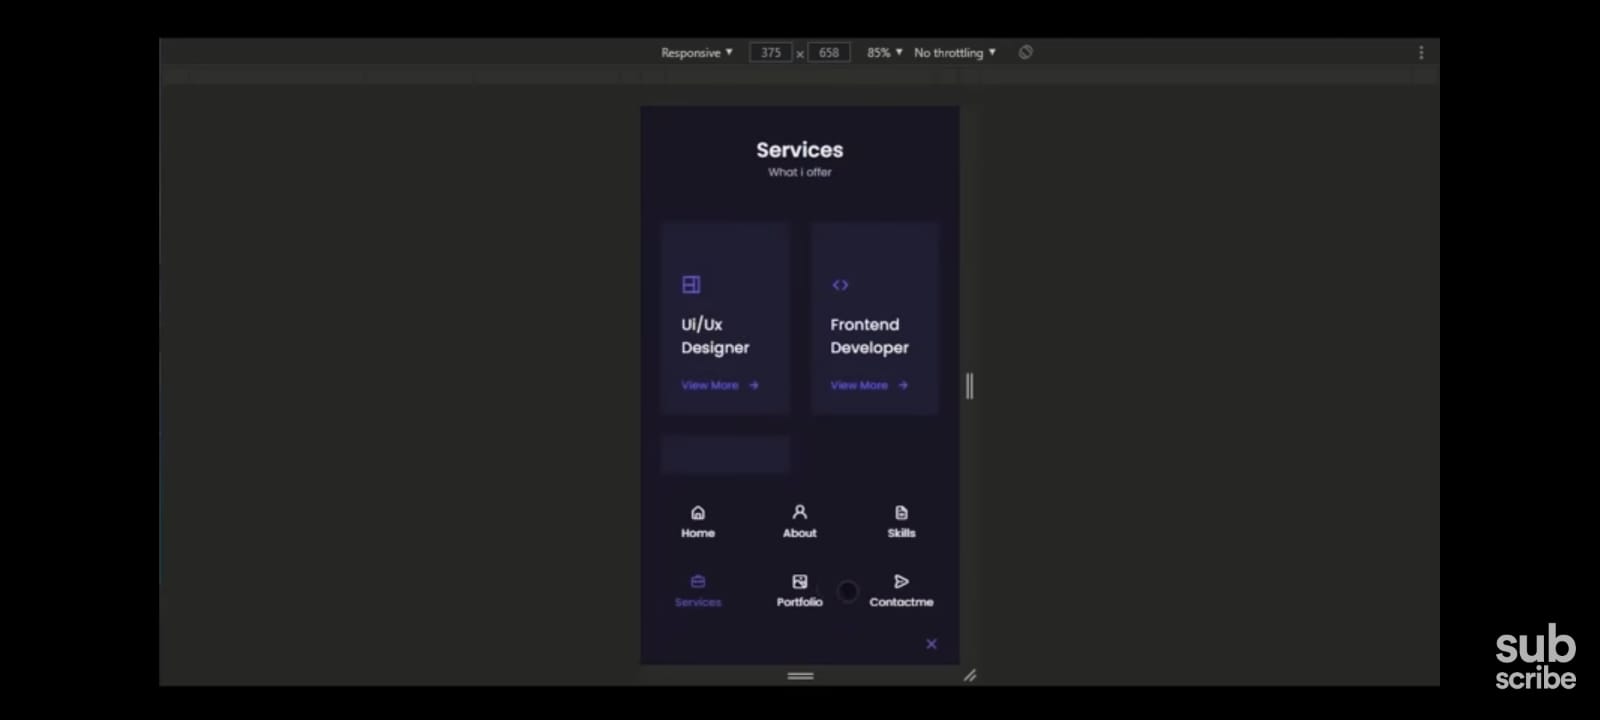 Responsive 375 × 658 85% No throttling
Services
What i offer
Ui/Ux
Designer
View More
Frontend
Developer
View More
Home About Skills
Services Portfolio Contactme
sub
scribe